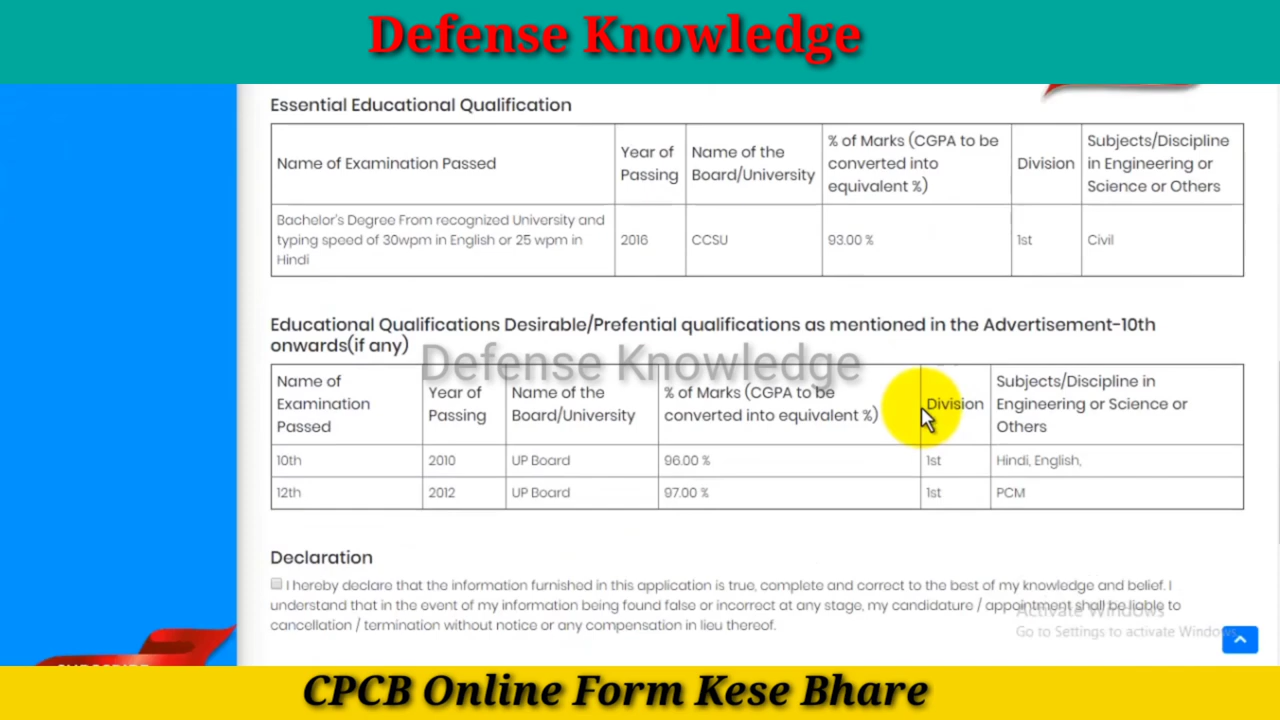 Defense Knowledge
Essential Educational Qualification
Name of Examination Passed
Year of
Passing
Name of the
Board/University
% of Marks (CGPA to be
converted into
equivalent %)
Division
Subjects/Discipline
in Engineering or
Science or Others
Bachelor's Degree From recognized University and
typing speed of 30wpm in English or 25 wpm in
Hindi
2016
CCSU
93.00 %
1st
Civil
Educational Qualifications Desirable/Prefential qualifications as mentioned in the Advertisement-10th
onwards(if any)
Defense Knowledge
Name of
Examination
Passed
Year of
Passing
Name of the
Board/University
% of Marks (CGPA to be
converted into equivalent %)
Division
Subjects/Discipline in
Engineering or Science or
Others
10th
2010
UP Board
96.00 %
1st
Hindi, English,
12th
2012
UP Board
97.00 %
1st
PCM
Declaration
I hereby declare that the information furnished in this application is true, complete and correct to the best of my knowledge and belief. I
understand that in the event of my information being found false or incorrect at any stage, my candidature / appointment shall be liable to
cancellation / termination without notice or any compensation in lieu thereof.
Activate Windows
Go to Settings to activate Windows.
CPCB Online Form Kese Bhare